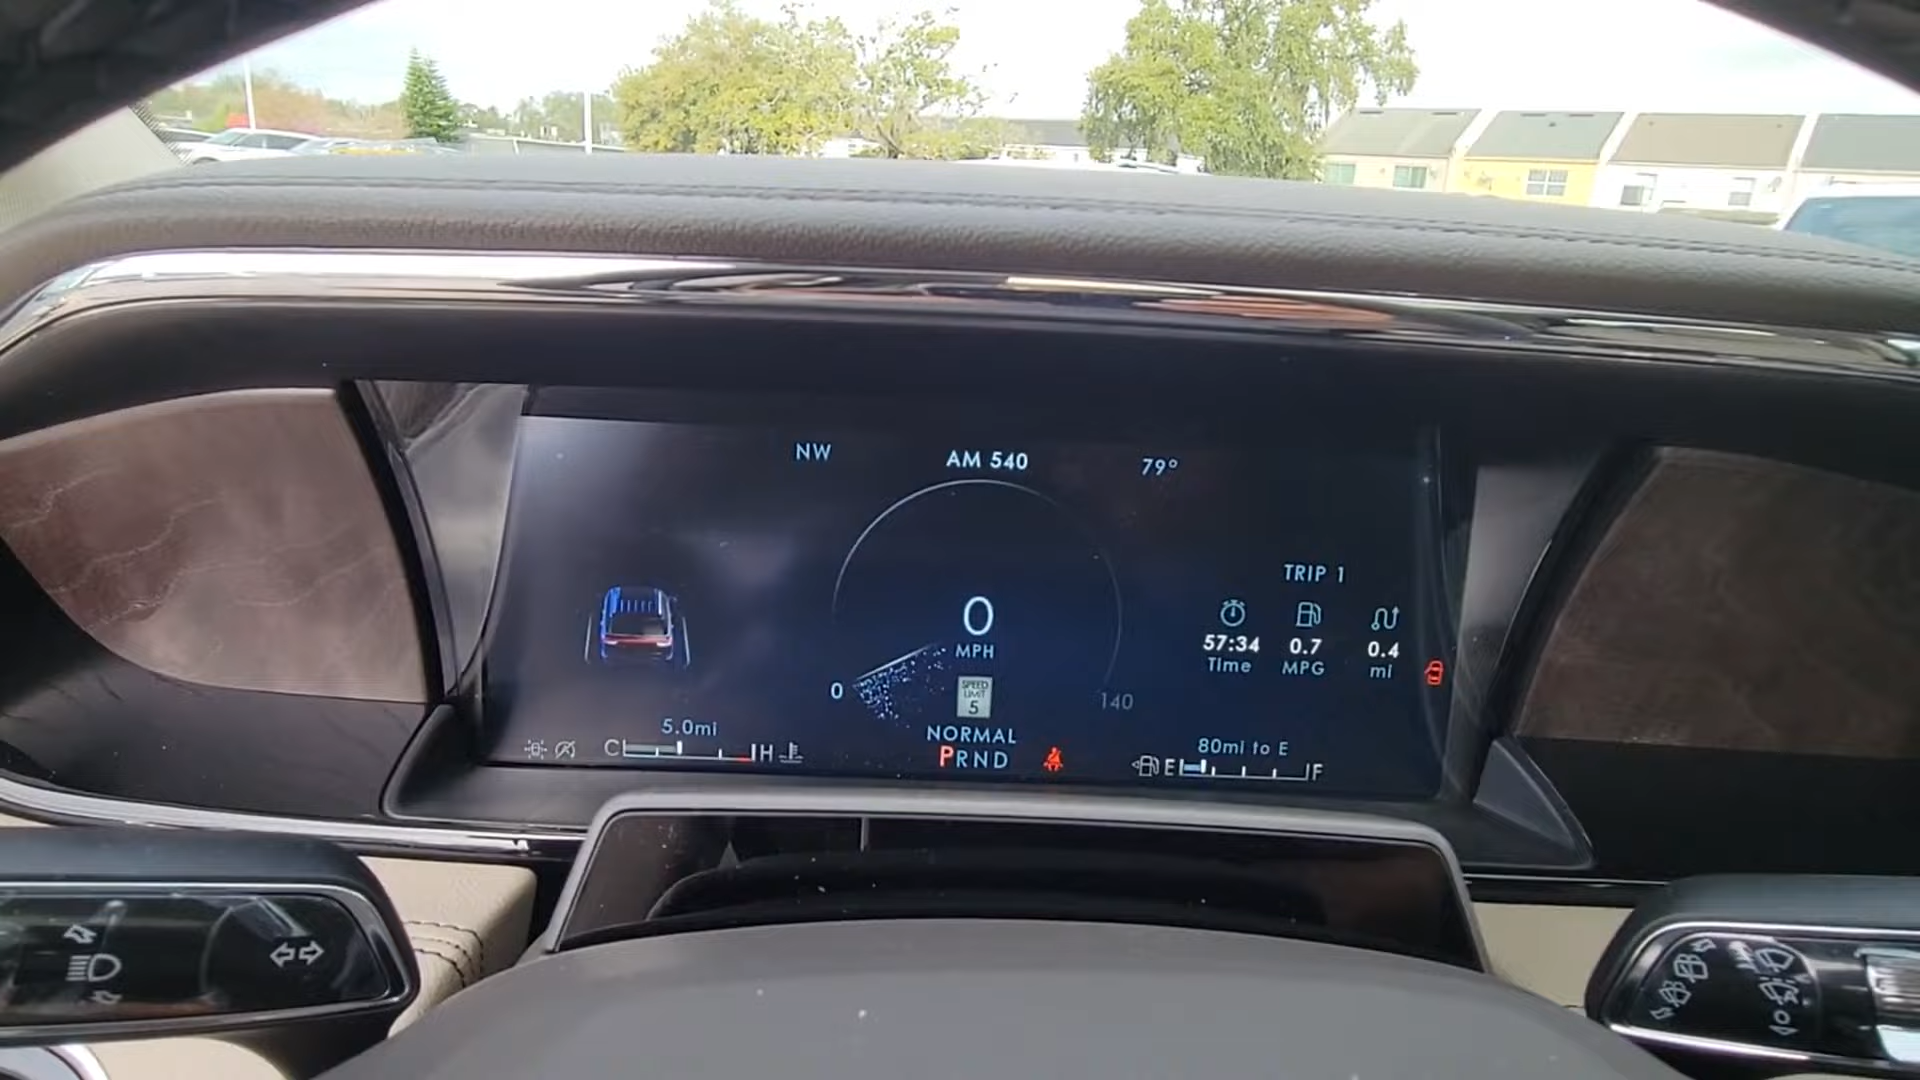 NW
AM 540
79°
TRIP 1
0
MPH
57:34
0.7
0.4
Time
MPG
mi
0
SPEED
LIMIT
5
140
5.0mi
NORMAL
C H
PRND
80mi to E
E F